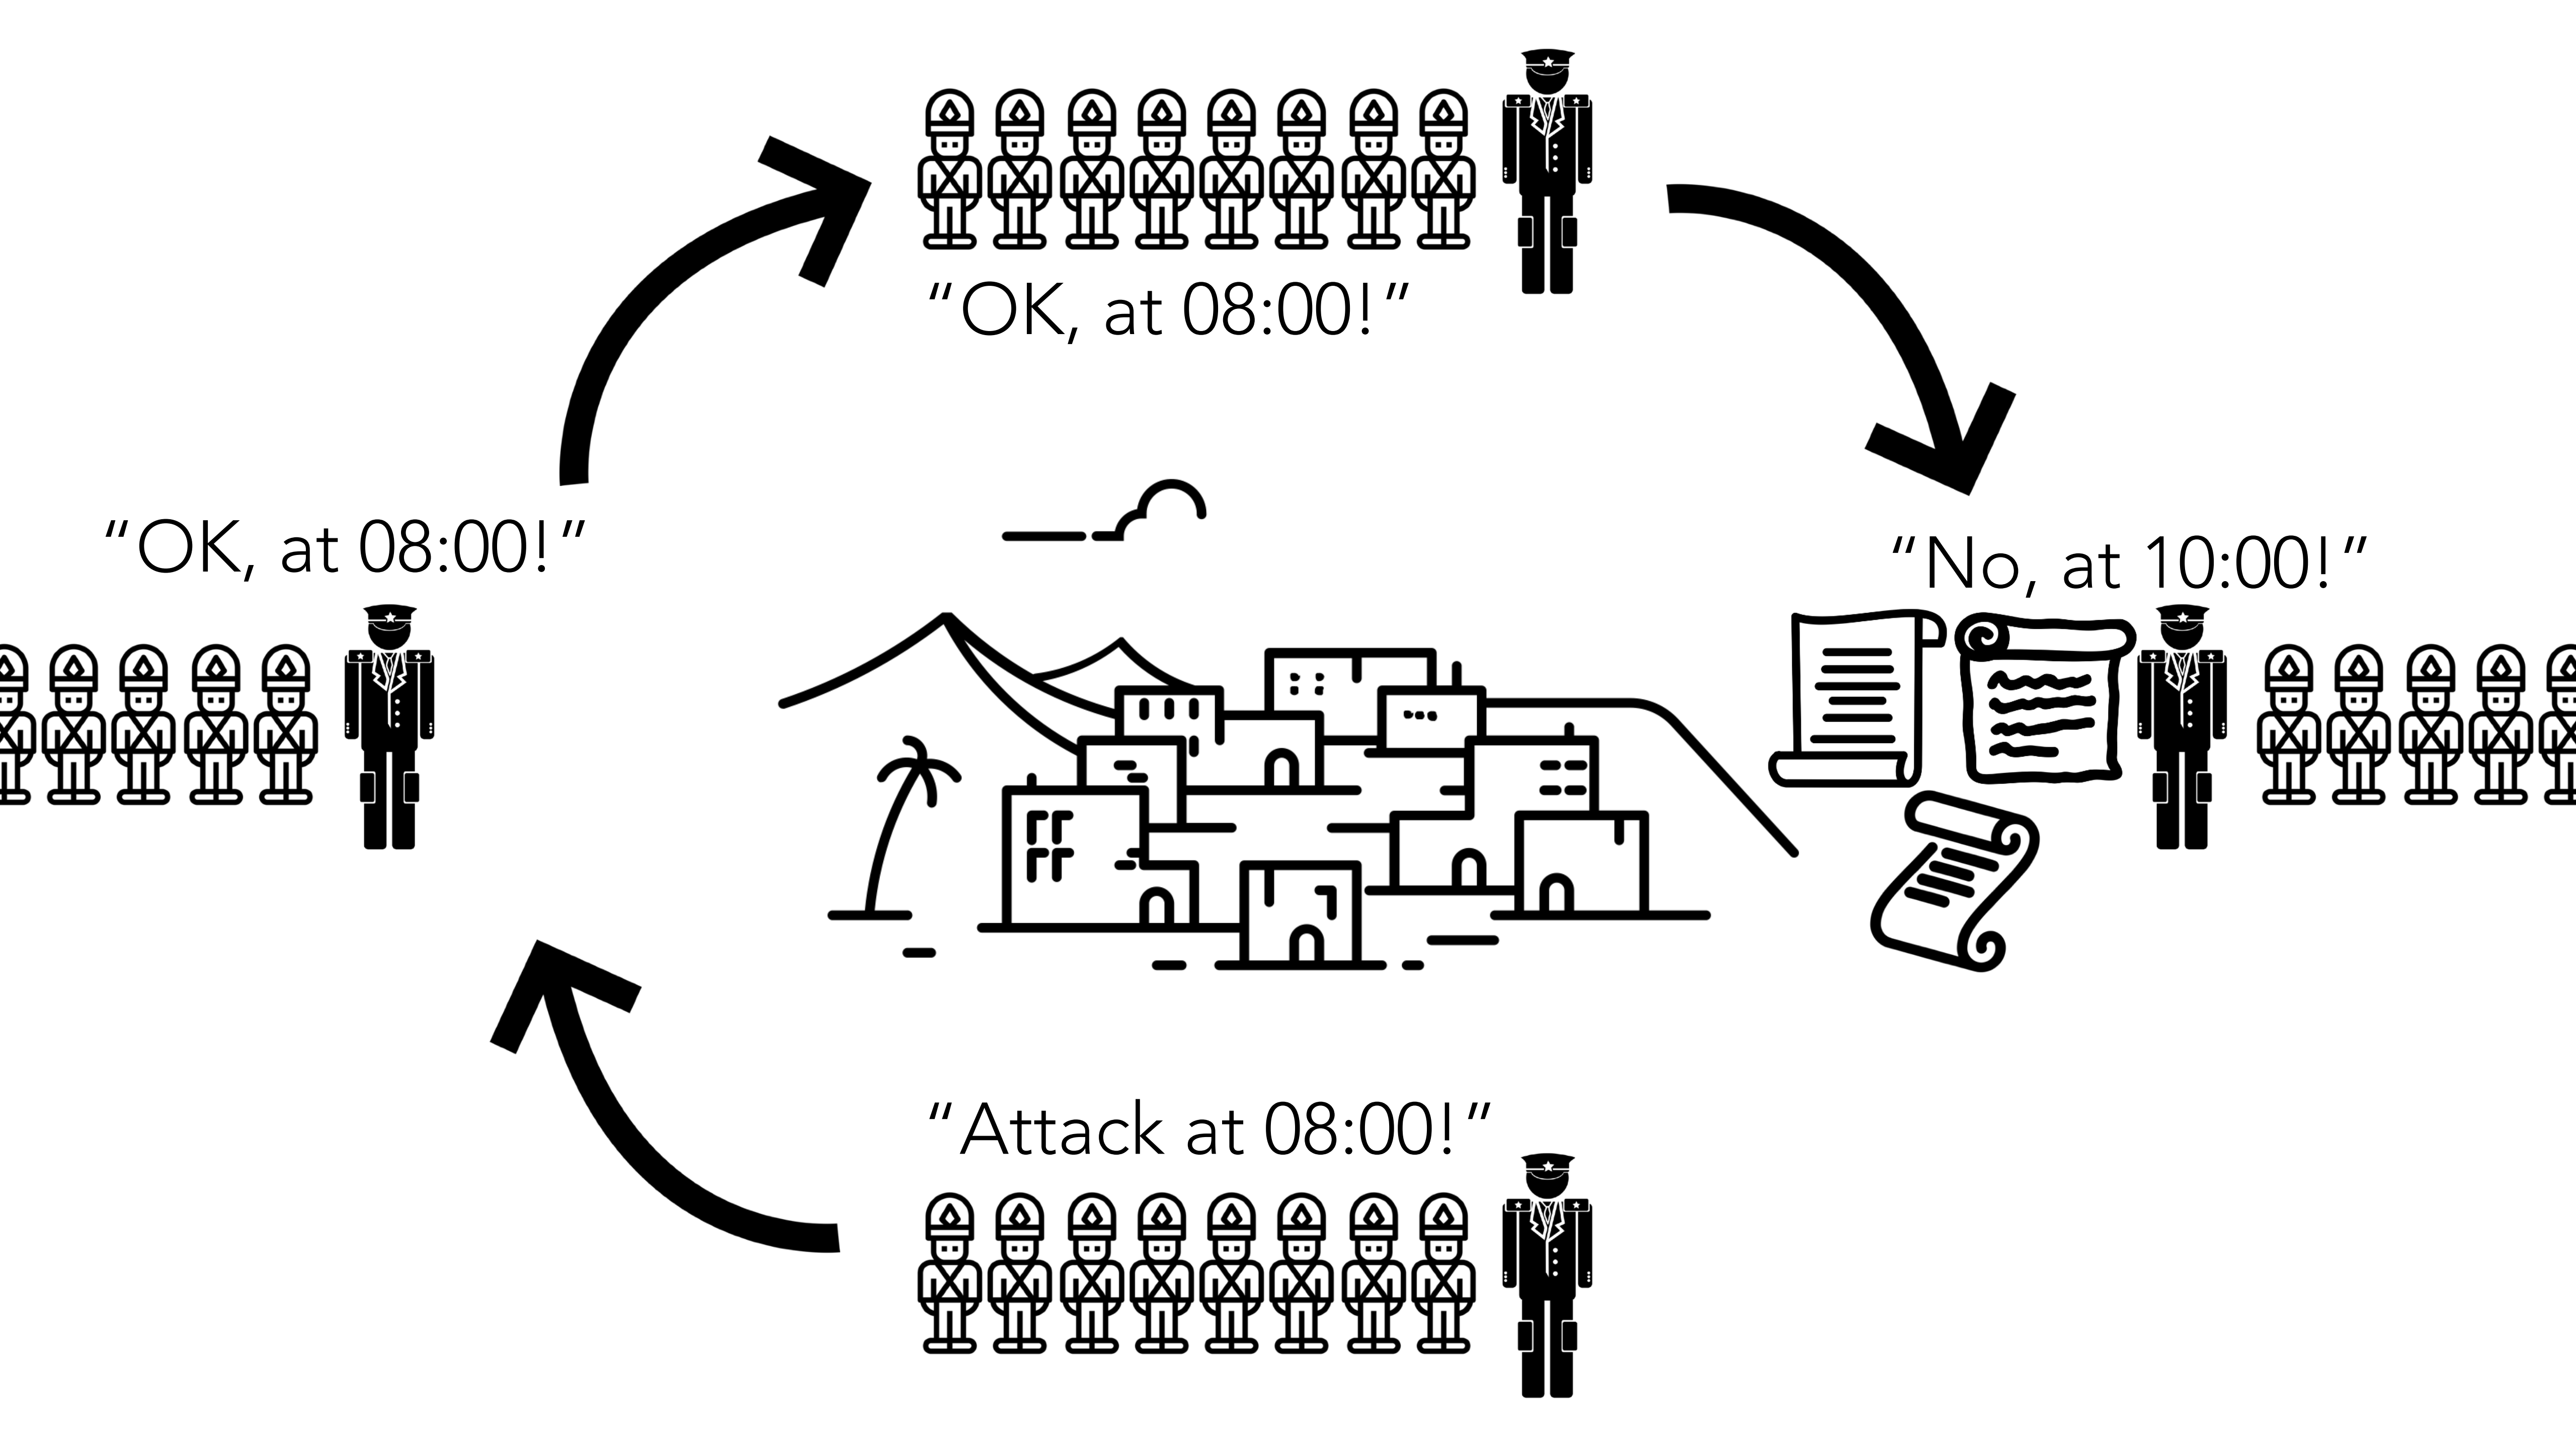 “OK, at 08:00!”
“OK, at 08:00!”
“No, at 10:00!”
“Attack at 08:00!”